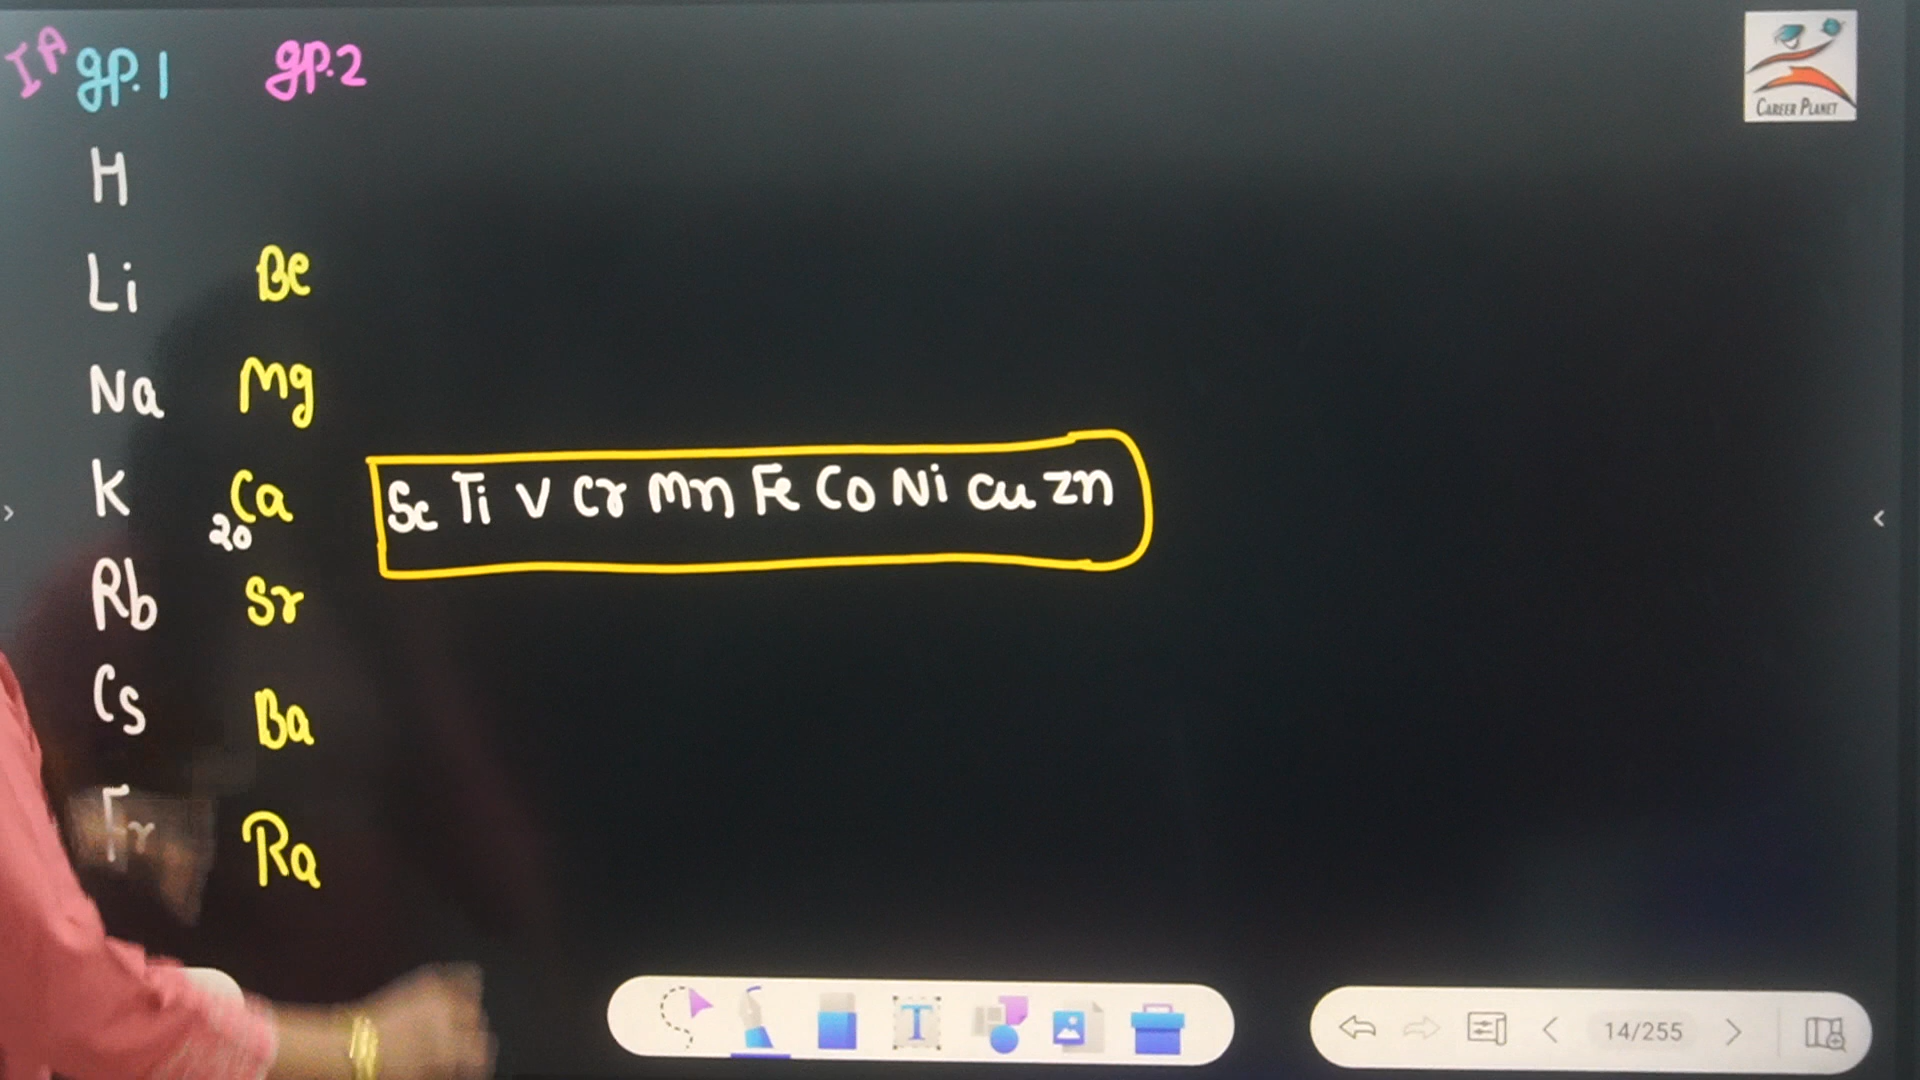 IA gp.1 gp.2
CAREER PLANET
H
Li Be
Na Mg
K 20Ca Sc Ti V Cr Mn Fe Co Ni Cu Zn
Rb Sr
Cs Ba
Fr Ra
T
14/255